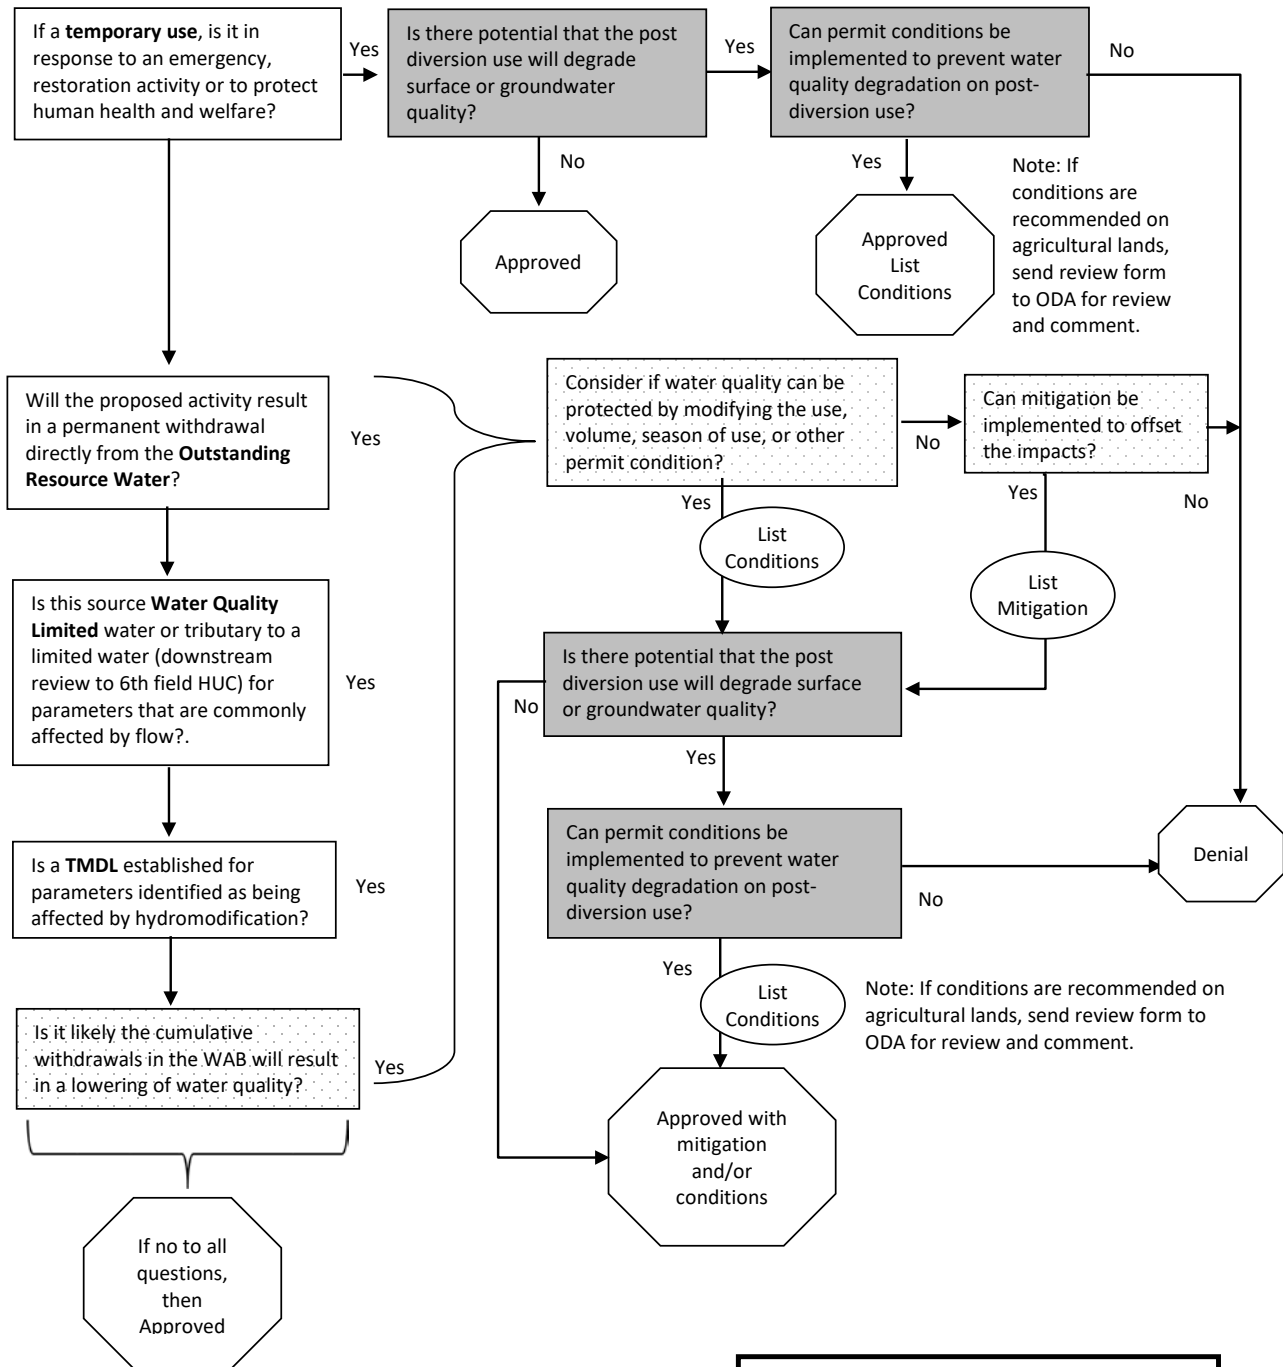 If a temporary use, is it in
response to an emergency,
restoration activity or to protect
human health and welfare?
Yes
Is there potential that the post
diversion use will degrade
surface or groundwater
quality?
Yes
Can permit conditions be
implemented to prevent water
quality degradation on post-
diversion use?
No
No
Yes
Approved
Approved
List
Conditions
Note: If
conditions are
recommended on
agricultural lands,
send review form
to ODA for review
and comment.
Will the proposed activity result
in a permanent withdrawal
directly from the Outstanding
Resource Water?
Yes
Consider if water quality can be
protected by modifying the use,
volume, season of use, or other
permit condition?
No
Can mitigation be
implemented to offset
the impacts?
No
Yes
List
Conditions
Yes
List
Mitigation
Is this source Water Quality
Limited water or tributary to a
limited water (downstream
review to 6th field HUC) for
parameters that are commonly
affected by flow?.
Yes
Is there potential that the post
diversion use will degrade surface
or groundwater quality?
No
Yes
Is a TMDL established for
parameters identified as being
affected by hydromodification?
Yes
Can permit conditions be
implemented to prevent water
quality degradation on post-
diversion use?
No
Denial
Yes
List
Conditions
Note: If conditions are recommended on
agricultural lands, send review form to
ODA for review and comment.
Is it likely the cumulative
withdrawals in the WAB will result
in a lowering of water quality?
Yes
Approved with
mitigation
and/or
conditions
If no to all
questions,
then
Approved